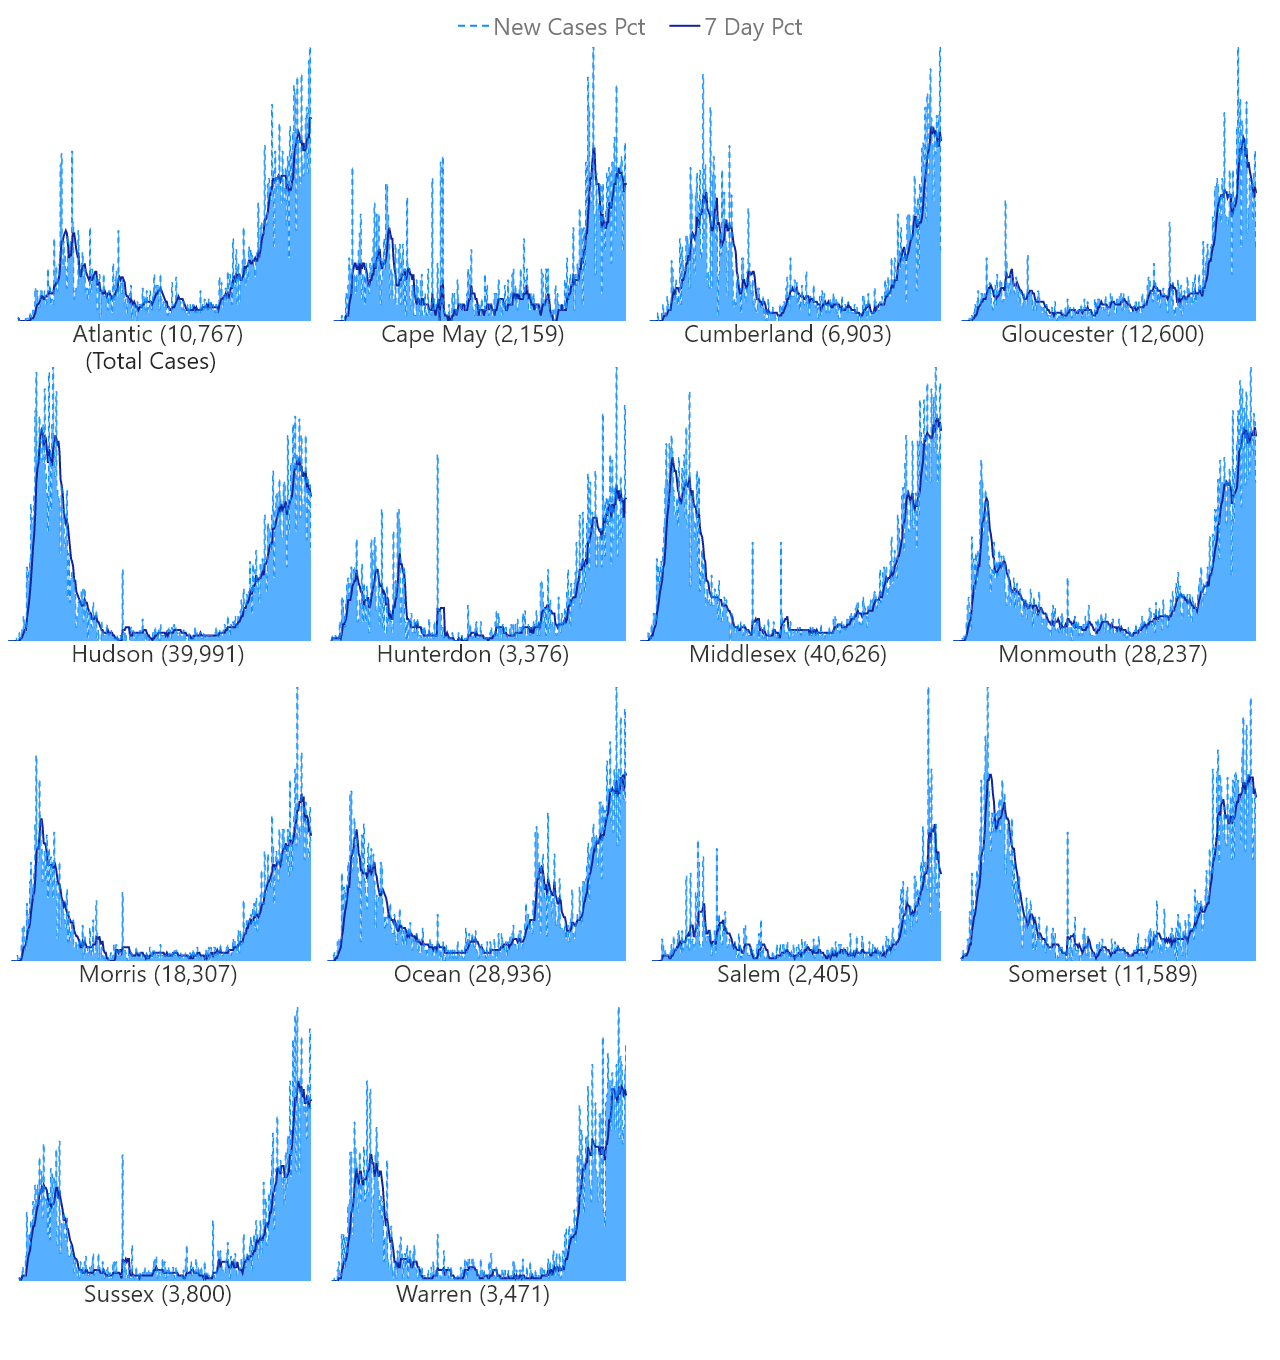 New Cases Pct 7 Day Pct
Atlantic (10,767) Cape May (2,159) Cumberland (6,903) Gloucester (12,600)
(Total Cases)
Hudson (39,991) Hunterdon (3,376) Middlesex (40,626) Monmouth (28,237)
Morris (18,307) Ocean (28,936) Salem (2,405) Somerset (11,589)
Sussex (3,800) Warren (3,471)